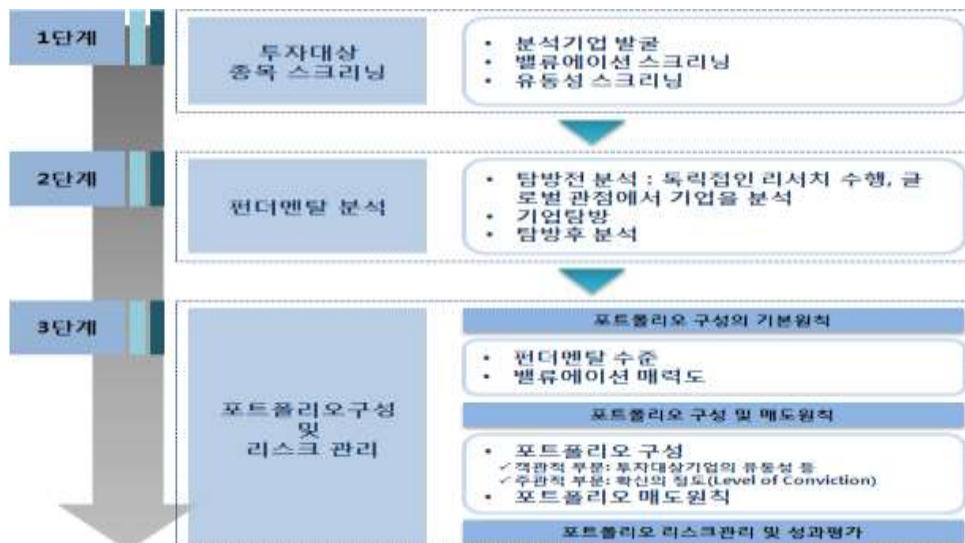 1단계
투자대상
종목 스크리닝
• 분석기업 발굴
• 밸류에이션 스크리닝
• 유동성 스크리닝
2단계
펀더멘탈 분석
• 탐방전 분석 : 독릭접인 리서치 수행, 글
로벌 관점에서 기업을 분석
• 기업탐방
• 탐방후 분석
3단계
포트폴리오구성
및
리스크 관리
포트폴리오 구성의 기본원칙
• 펀더멘탈 수준
• 밸류에이션 매력도
포트폴리오 구성 및 매도원칙
• 포트폴리오 구성
✓객관적 부문: 투자대상기업의 유동성 등
✓주관적 부문: 확신의 정도(Level of Conviction)
• 포트폴리오 매도원칙
포트폴리오 리스크관리 및 성과평가